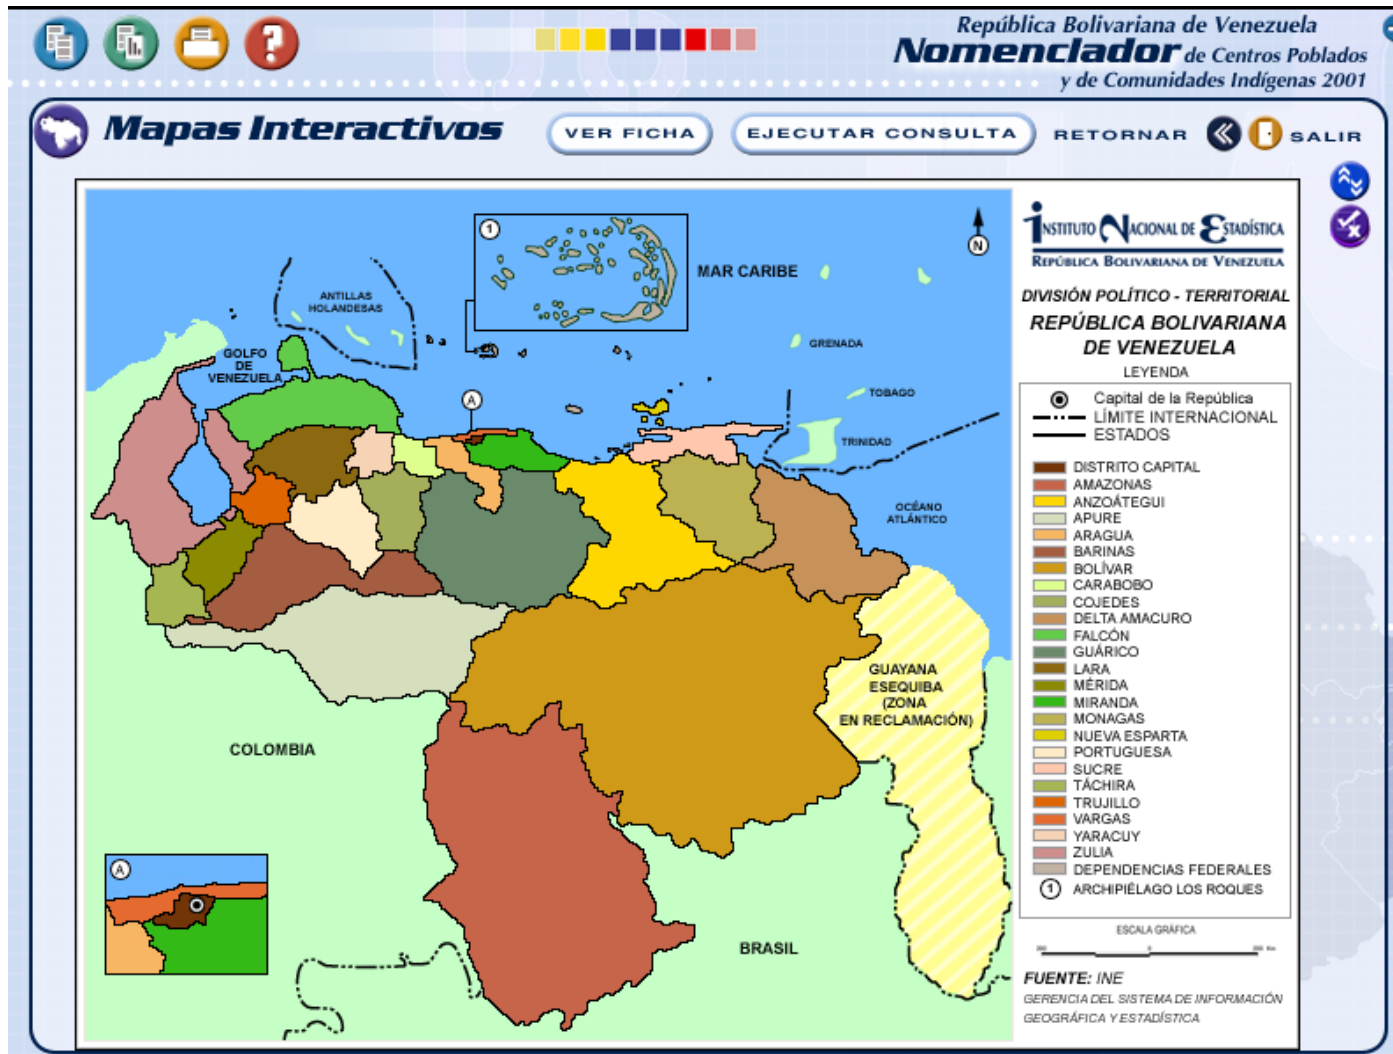 República Bolivariana de Venezuela
Nomenclador de Centros Poblados
y de Comunidades Indígenas 2001
Mapas Interactivos
VER FICHA
EJECUTAR CONSULTA
RETORNAR
SALIR
1
N
MAR CARIBE
ANTILLAS
HOLANDESAS
GOLFO
DE
VENEZUELA
GRENADA
TOBAGO
TRINIDAD
A
OCÉANO
ATLÁNTICO
GUAYANA
ESEQUIBA
(ZONA
EN RECLAMACIÓN)
COLOMBIA
BRASIL
A
INSTITUTO NACIONAL DE ESTADÍSTICA
REPÚBLICA BOLIVARIANA DE VENEZUELA
DIVISIÓN POLÍTICO - TERRITORIAL
REPÚBLICA BOLIVARIANA
DE VENEZUELA
LEYENDA
Capital de la República
LÍMITE INTERNACIONAL
ESTADOS
DISTRITO CAPITAL
AMAZONAS
ANZOÁTEGUI
APURE
ARAGUA
BARINAS
BOLÍVAR
CARABOBO
COJEDES
DELTA AMACURO
FALCÓN
GUÁRICO
LARA
MÉRIDA
MIRANDA
MONAGAS
NUEVA ESPARTA
PORTUGUESA
SUCRE
TÁCHIRA
TRUJILLO
VARGAS
YARACUY
ZULIA
DEPENDENCIAS FEDERALES
1 ARCHIPIÉLAGO LOS ROQUES
ESCALA GRÁFICA
0
FUENTE: INE
GERENCIA DEL SISTEMA DE INFORMACIÓN
GEOGRÁFICA Y ESTADÍSTICA